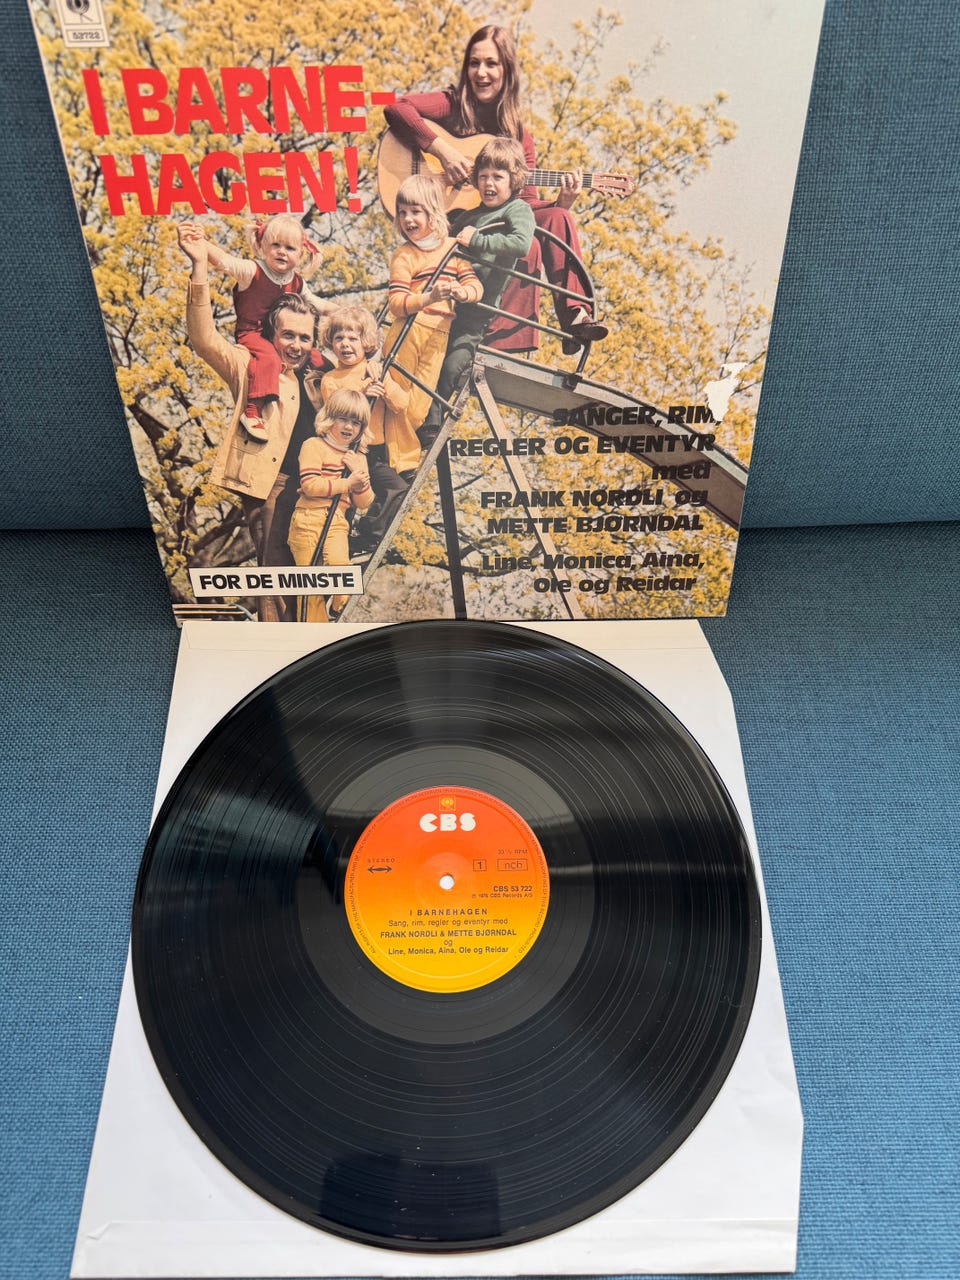 53722
I BARNE-
HAGEN!
SANGER, RIM,
REGLER OG EVENTYR
med
FRANK NORDLI og
METTE BJØRNDAL
Line, Monica, Aina,
Ole og Reidar
FOR DE MINSTE
CBS
STEREO
33 ⅓ RPM
1
ncb
CBS 53 722
I BARNEHAGEN
Sang, rim, regler og eventyr med
FRANK NORDLI & METTE BJØRNDAL
og
Line, Monica, Aina, Ole og Reidar